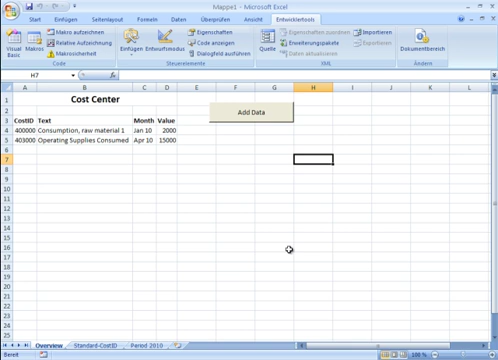 Mappe1 - Microsoft Excel
Start Einfügen Seitenlayout Formeln Daten Überprüfen Ansicht Entwicklertools
Visual Basic
Makros
Makro aufzeichnen
Relative Aufzeichnung
Makrosicherheit
Code
Einfügen
Entwurfsmodus
Eigenschaften
Code anzeigen
Dialogfeld ausführen
Steuerelemente
Quelle
Eigenschaften zuordnen
Erweiterungspakete
Daten aktualisieren
Importieren
Exportieren
XML
Dokumentbereich
Ändern
H7 fx
A B C D E F G H I J K L
1 Cost Center
Add Data
2
3 CostID Text Month Value
4 400000 Consumption, raw material 1 Jan 10 2000
5 403000 Operating Supplies Consumed Apr 10 15000
6
7
8
9
10
11
12
13
14
15
16
17
18
19
20
21
22
23
24
25
Overview Standard-CostID Period 2010
Bereit 100 %